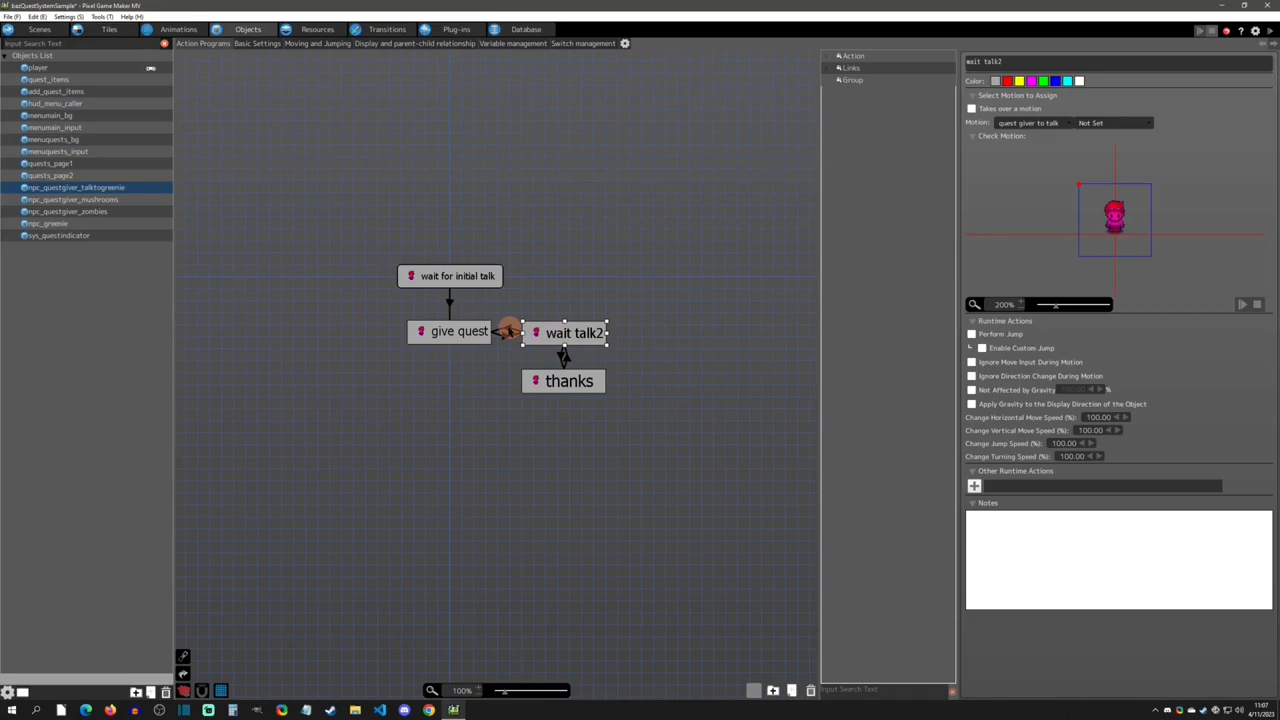 bazQuestSystemSample* - Pixel Game Maker MV
File (F) Edit (E) Settings (S) Tools (T) Help (H)
Scenes Tiles Animations Objects Resources Transitions Plug-ins Database
Input Search Text
Action Programs Basic Settings Moving and Jumping Display and parent-child relationship Variable management Switch management
Objects List
player
quest_items
add_quest_items
hud_menu_caller
menumain_bg
menumain_input
menuquests_bg
menuquests_input
quests_page1
quests_page2
npc_questgiver_talktogreenie
npc_questgiver_mushrooms
npc_questgiver_zombies
npc_greenie
sys_questindicator
wait for initial talk
give quest
wait talk2
thanks
100%
Action
Links
Group
Input Search Text
wait talk2
Color:
Select Motion to Assign
Takes over a motion
Motion: quest giver to talk Not Set
Check Motion:
200%
Runtime Actions
Perform Jump
Enable Custom Jump
Ignore Move Input During Motion
Ignore Direction Change During Motion
Not Affected by Gravity 100.00 %
Apply Gravity to the Display Direction of the Object
Change Horizontal Move Speed (%): 100.00
Change Vertical Move Speed (%): 100.00
Change Jump Speed (%): 100.00
Change Turning Speed (%): 100.00
Other Runtime Actions
Notes
11:07
4/11/2023